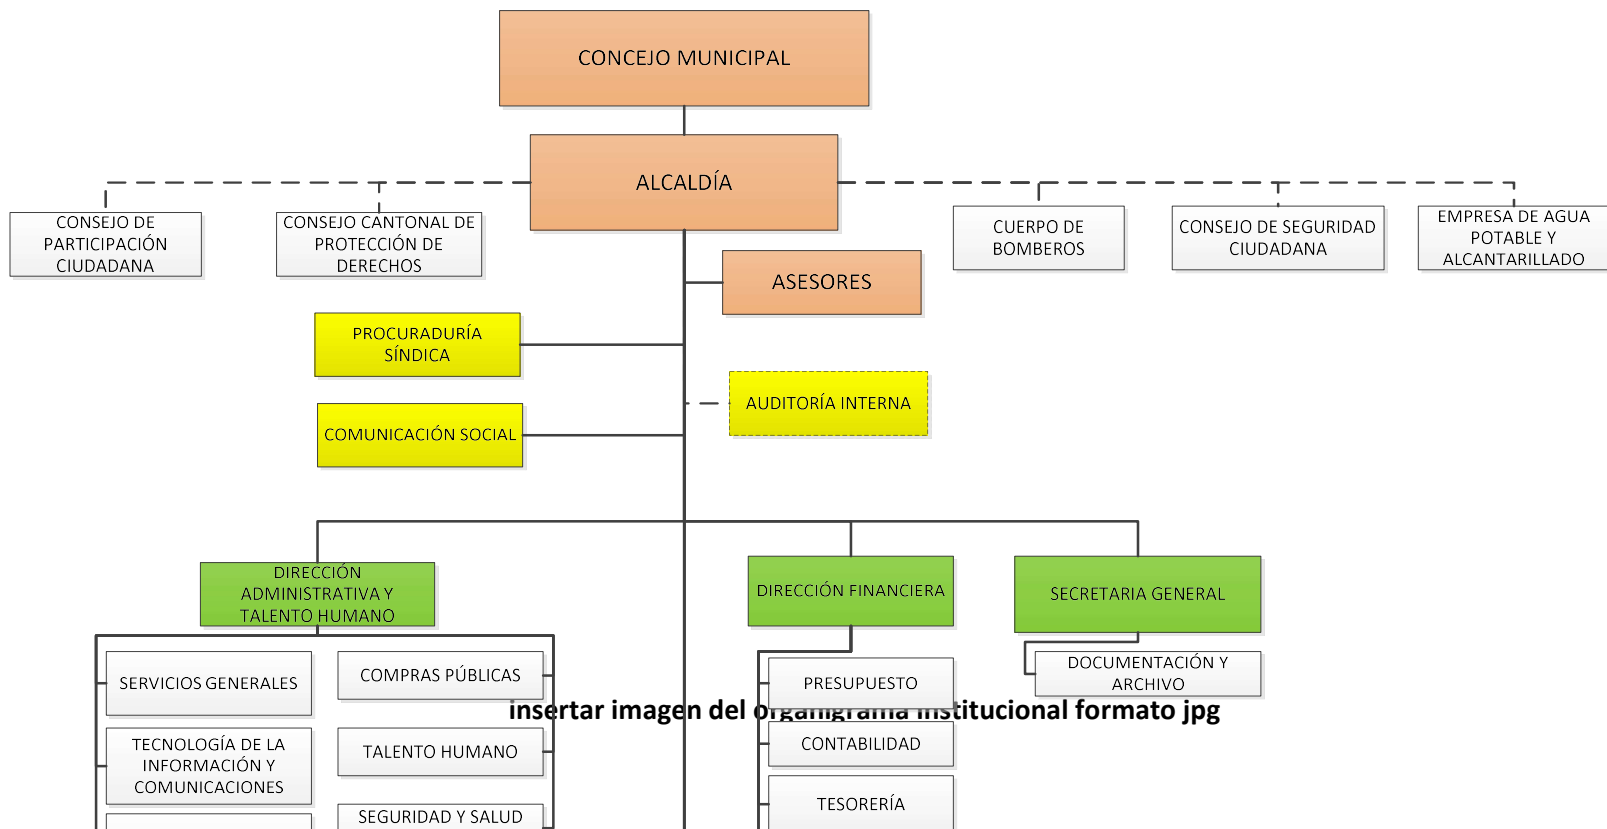 CONCEJO MUNICIPAL
ALCALDÍA
CONSEJO DE
PARTICIPACIÓN
CIUDADANA
CONSEJO CANTONAL DE
PROTECCIÓN DE
DERECHOS
CUERPO DE
BOMBEROS
CONSEJO DE SEGURIDAD
CIUDADANA
EMPRESA DE AGUA
POTABLE Y
ALCANTARILLADO
ASESORES
PROCURADURÍA
SÍNDICA
AUDITORÍA INTERNA
COMUNICACIÓN SOCIAL
DIRECCIÓN
ADMINISTRATIVA Y
TALENTO HUMANO
DIRECCIÓN FINANCIERA
SECRETARIA GENERAL
SERVICIOS GENERALES
COMPRAS PÚBLICAS
PRESUPUESTO
DOCUMENTACIÓN Y
ARCHIVO
insertar imagen del organigrama institucional formato jpg
TECNOLOGÍA DE LA
INFORMACIÓN Y
COMUNICACIONES
TALENTO HUMANO
CONTABILIDAD
SEGURIDAD Y SALUD
TESORERÍA